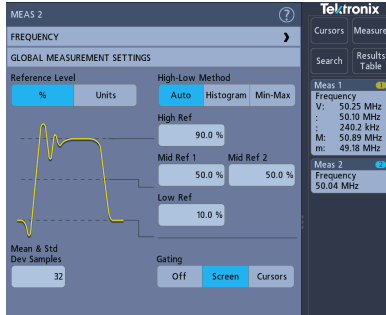 MEAS 2
?
FREQUENCY
GLOBAL MEASUREMENT SETTINGS
Reference Level
%
Units
High-Low Method
Auto
Histogram
Min-Max
High Ref
90.0 %
Mid Ref 1
Mid Ref 2
50.0 %
50.0 %
Low Ref
10.0 %
Mean & Std
Dev Samples
32
Gating
Off
Screen
Cursors
Tektronix
Cursors
Measure
Search
Results
Table
Meas 1
1
Frequency
V: 50.25 MHz
: 50.10 MHz
: 240.2 kHz
M: 50.89 MHz
m: 49.18 MHz
Meas 2
2
Frequency
50.04 MHz